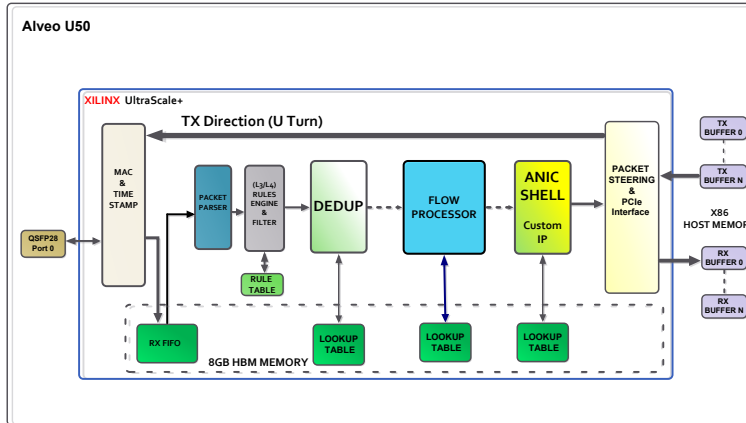 Alveo U50
XILINX UltraScale+
TX Direction (U Turn)
MAC
&
TIME
STAMP
PACKET
PARSER
(L3/L4)
RULES
ENGINE
&
FILTER
DEDUP
FLOW
PROCESSOR
ANIC
SHELL
Custom
IP
PACKET
STEERING
&
PCIe
Interface
TX
BUFFER 0
TX
BUFFER N
X86
HOST MEMOR
QSFP28
Port 0
RULE
TABLE
RX
BUFFER 0
RX
BUFFER N
RX FIFO
8GB HBM MEMORY
LOOKUP
TABLE
LOOKUP
TABLE
LOOKUP
TABLE